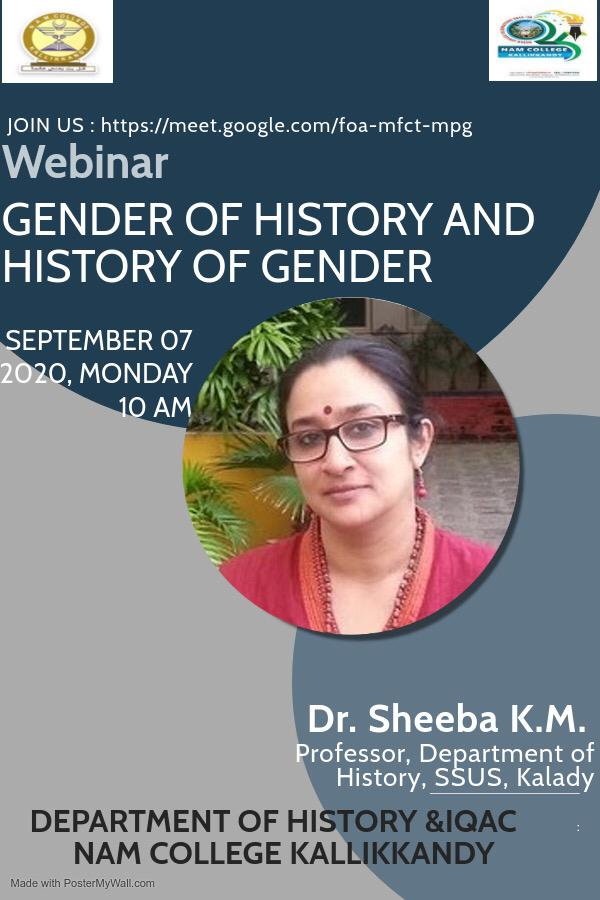 NAM COLLEGE
KALLIKKANDY
JOIN US : https://meet.google.com/foa-mfct-mpg
Webinar
GENDER OF HISTORY AND
HISTORY OF GENDER
SEPTEMBER 07
2020, MONDAY
10 AM
Dr. Sheeba K.M.
Professor, Department of
History, SSUS, Kalady
DEPARTMENT OF HISTORY &IQAC
:
NAM COLLEGE KALLIKKANDY
Made with PosterMyWall.com